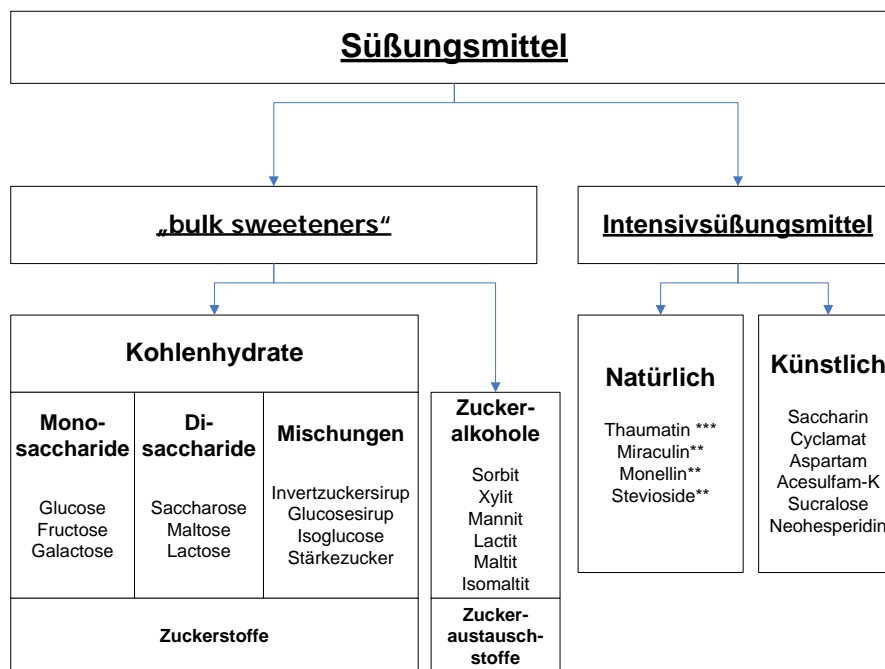 Süßungsmittel
„bulk sweeteners“
Intensivsüßungsmittel
Kohlenhydrate
Mono-
saccharide
Glucose
Fructose
Galactose
Di-
saccharide
Saccharose
Maltose
Lactose
Mischungen
Invertzuckersirup
Glucosesirup
Isoglucose
Stärkezucker
Zuckerstoffe
Zucker-
alkohole
Sorbit
Xylit
Mannit
Lactit
Maltit
Isomaltit
Zucker-
austausch-
stoffe
Natürlich
Thaumatin ***
Miraculin**
Monellin**
Stevioside**
Künstlich
Saccharin
Cyclamat
Aspartam
Acesulfam-K
Sucralose
Neohesperidin